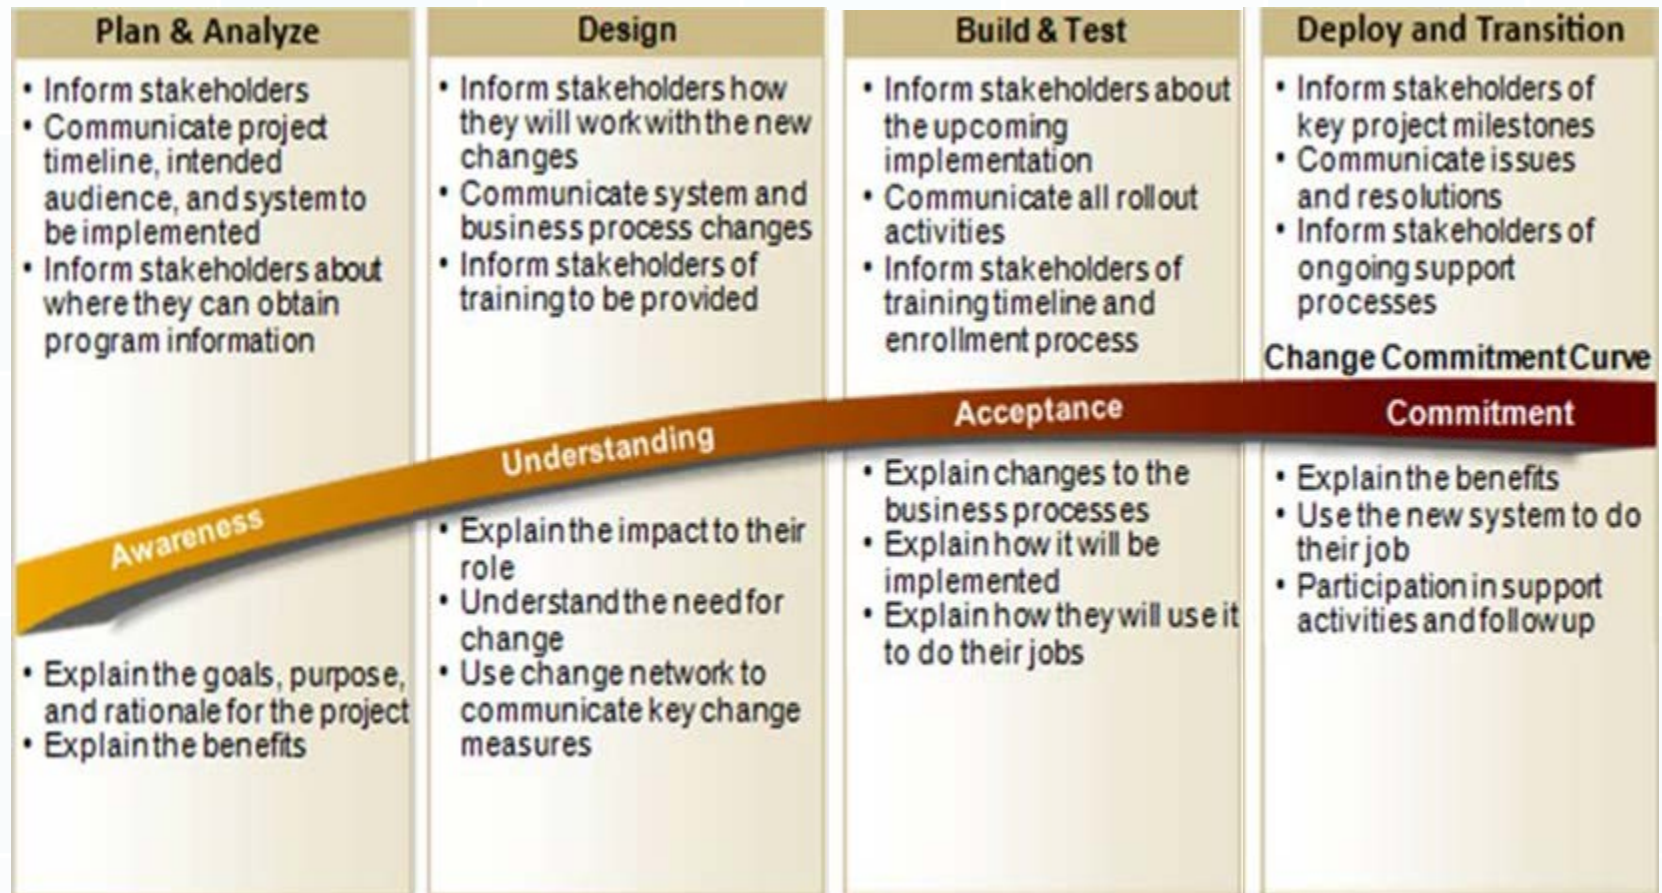 Plan & Analyze
• Inform stakeholders
• Communicate project
timeline, intended
audience, and system to
be implemented
• Inform stakeholders about
where they can obtain
program information
Awareness
• Explain the goals, purpose,
and rationale for the project
• Explain the benefits
Design
• Inform stakeholders how
they will work with the new
changes
• Communicate system and
business process changes
• Inform stakeholders of
training to be provided
Understanding
• Explain the impact to their
role
• Understand the need for
change
• Use change network to
communicate key change
measures
Build & Test
• Inform stakeholders about
the upcoming
implementation
• Communicate all rollout
activities
• Inform stakeholders of
training timeline and
enrollment process
Acceptance
• Explain changes to the
business processes
• Explain how it will be
implemented
• Explain how they will use it
to do their jobs
Deploy and Transition
• Inform stakeholders of
key project milestones
• Communicate issues
and resolutions
• Inform stakeholders of
ongoing support
processes
Change Commitment Curve
Commitment
• Explain the benefits
• Use the new system to do
their job
• Participation in support
activities and followup